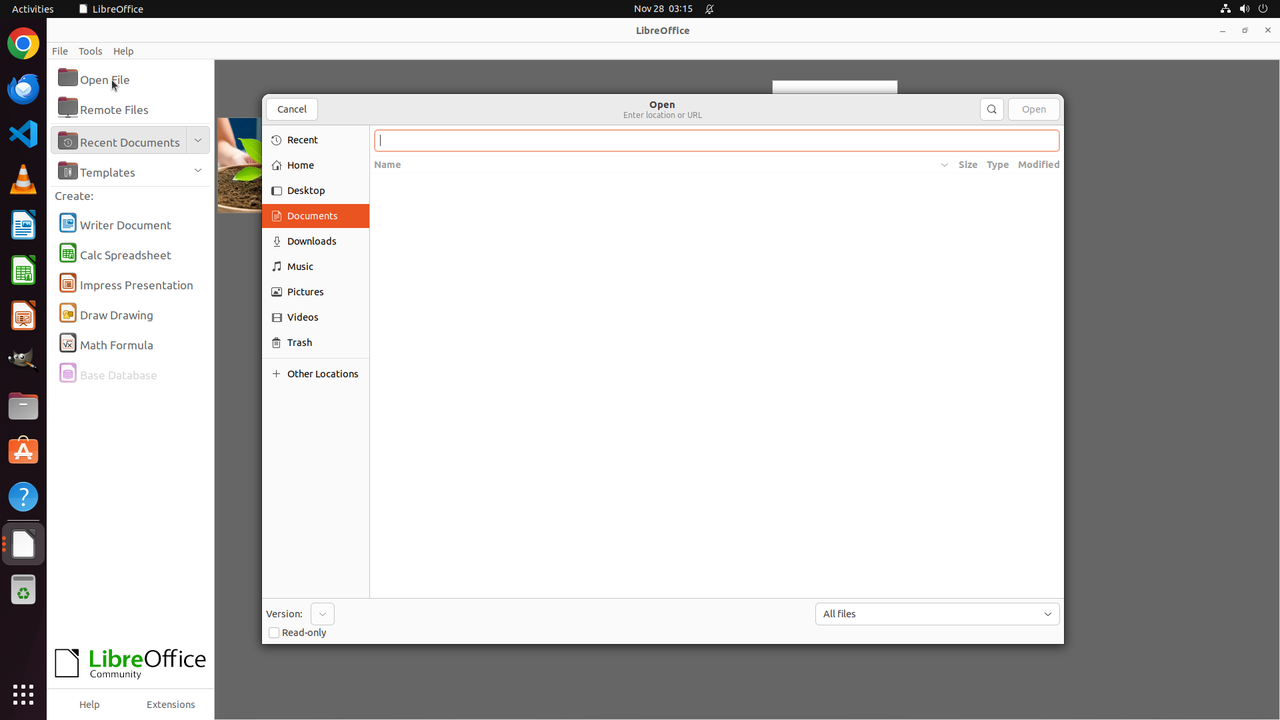 Activities
LibreOffice
Nov 28 03:15
LibreOffice
File
Tools
Help
Open File
Remote Files
Recent Documents
Templates
Create:
Writer Document
Calc Spreadsheet
Impress Presentation
Draw Drawing
Math Formula
Base Database
LibreOffice
Community
Help
Extensions
Cancel
Open
Enter location or URL
Open
Recent
Home
Desktop
Documents
Downloads
Music
Pictures
Videos
Trash
Other Locations
Name
Size
Type
Modified
Version:
All files
Read-only